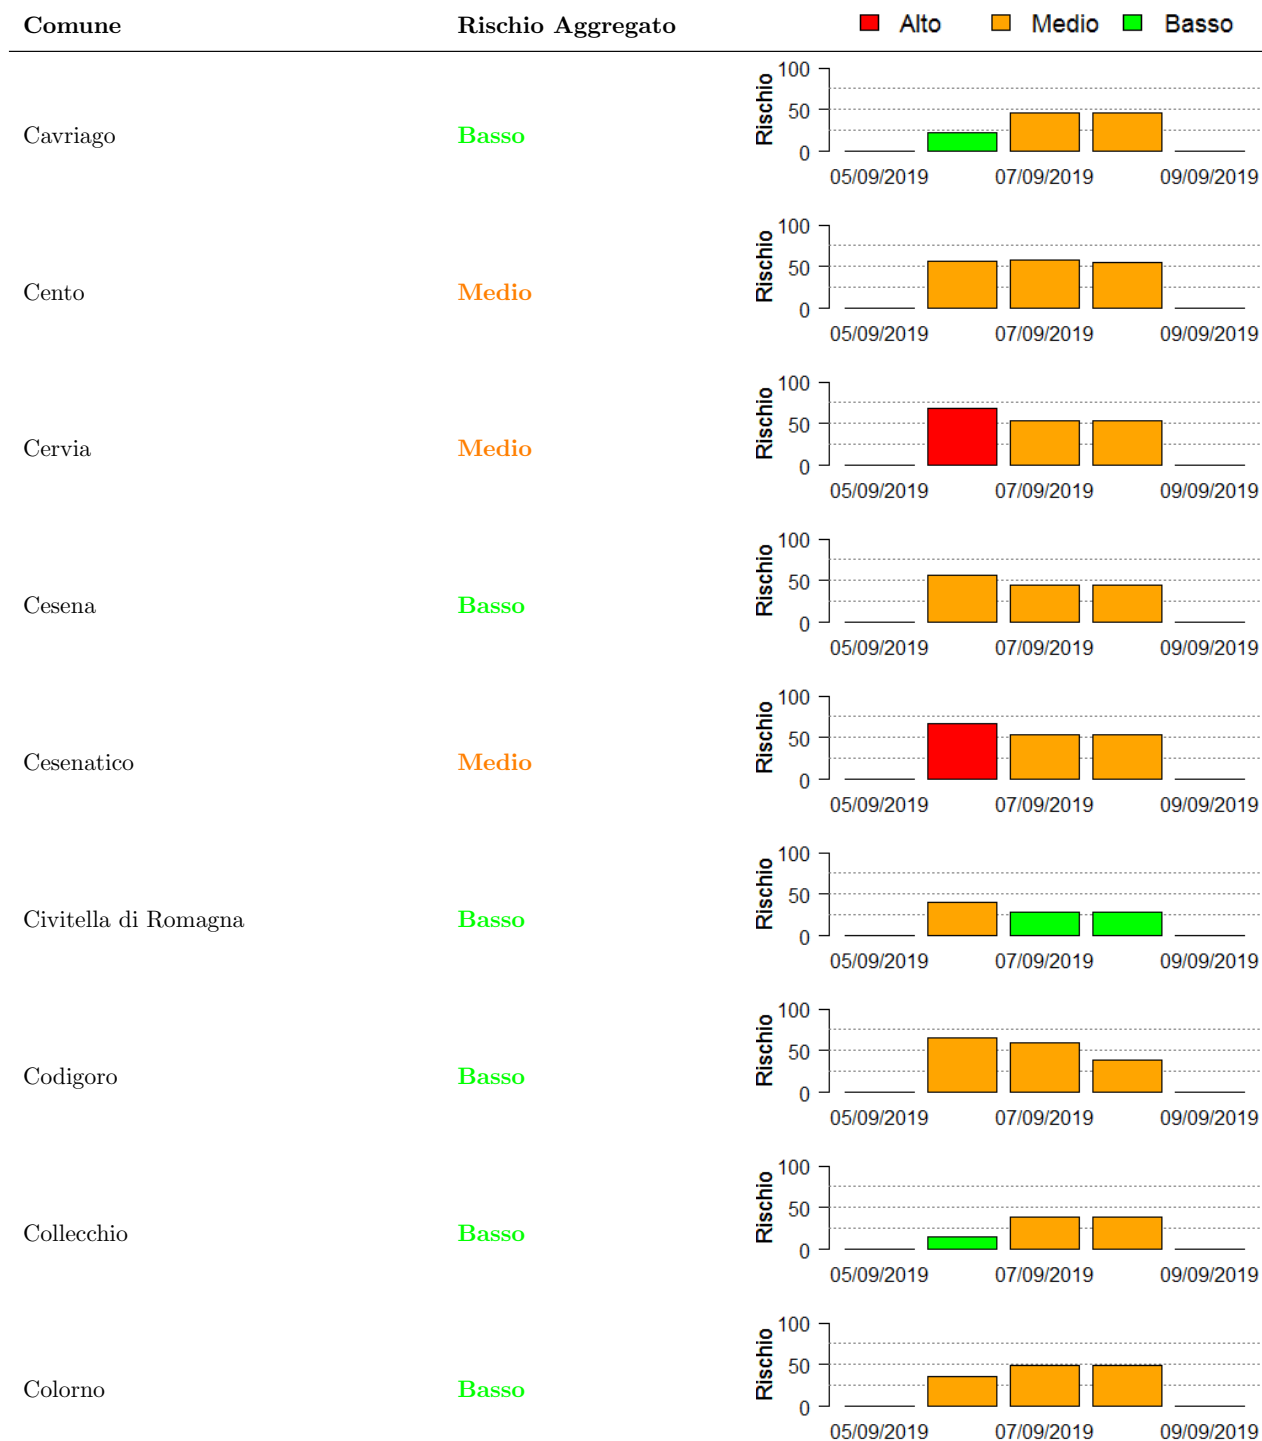 Comune Rischio Aggregato Alto Medio Basso
Cavriago Basso Rischio 100 50 0
05/09/2019 07/09/2019 09/09/2019
Cento Medio Rischio 100 50 0
05/09/2019 07/09/2019 09/09/2019
Cervia Medio Rischio 100 50 0
05/09/2019 07/09/2019 09/09/2019
Cesena Basso Rischio 100 50 0
05/09/2019 07/09/2019 09/09/2019
Cesenatico Medio Rischio 100 50 0
05/09/2019 07/09/2019 09/09/2019
Civitella di Romagna Basso Rischio 100 50 0
05/09/2019 07/09/2019 09/09/2019
Codigoro Basso Rischio 100 50 0
05/09/2019 07/09/2019 09/09/2019
Collecchio Basso Rischio 100 50 0
05/09/2019 07/09/2019 09/09/2019
Colorno Basso Rischio 100 50 0
05/09/2019 07/09/2019 09/09/2019